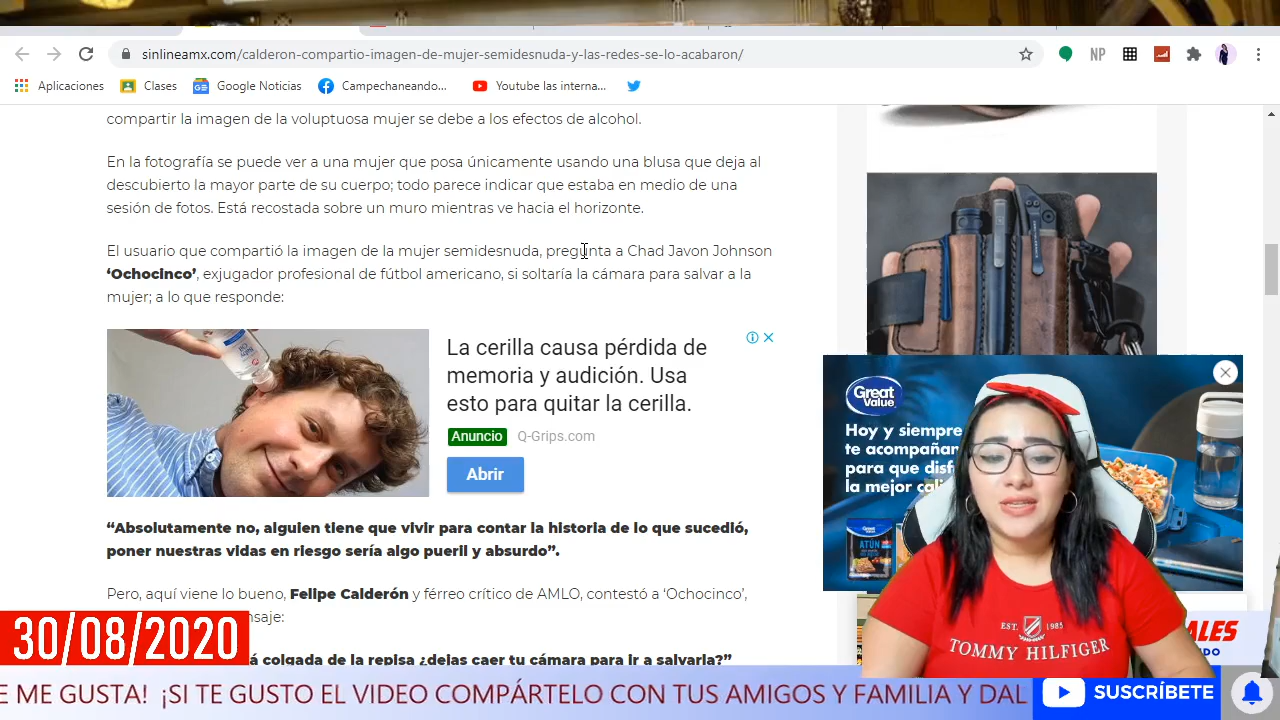 sinlineamx.com/calderon-compartio-imagen-de-mujer-semidesnuda-y-las-redes-se-lo-acabaron/
NP
Aplicaciones
Clases
Google Noticias
Campechaneando...
Youtube las interna...
compartir la imagen de la voluptuosa mujer se debe a los efectos de alcohol.
En la fotografía se puede ver a una mujer que posa únicamente usando una blusa que deja al
descubierto la mayor parte de su cuerpo; todo parece indicar que estaba en medio de una
sesión de fotos. Está recostada sobre un muro mientras ve hacia el horizonte.
El usuario que compartió la imagen de la mujer semidesnuda, pregunta a Chad Javon Johnson
‘Ochocinco’, exjugador profesional de fútbol americano, si soltaría la cámara para salvar a la
mujer; a lo que responde:
La cerilla causa pérdida de
memoria y audición. Usa
esto para quitar la cerilla.
Anuncio Q-Grips.com
Abrir
Great
Value
Hoy y siempre
te acompañan
para que disf
la mejor cali
Great Value
ATÚN
“Absolutamente no, alguien tiene que vivir para contar la historia de lo que sucedió,
poner nuestras vidas en riesgo sería algo pueril y absurdo”.
Pero, aquí viene lo bueno, Felipe Calderón y férreo crítico de AMLO, contestó a ‘Ochocinco’,
nsaje:
á colgada de la repisa ¿dejas caer tu cámara para ir a salvarla?”
30/08/2020
EST. 1985
TOMMY HILFIGER
ALES
DO
E ME GUSTA! ¡SI TE GUSTO EL VIDEO COMPÁRTELO CON TUS AMIGOS Y FAMILIA Y DAL
SUSCRÍBETE